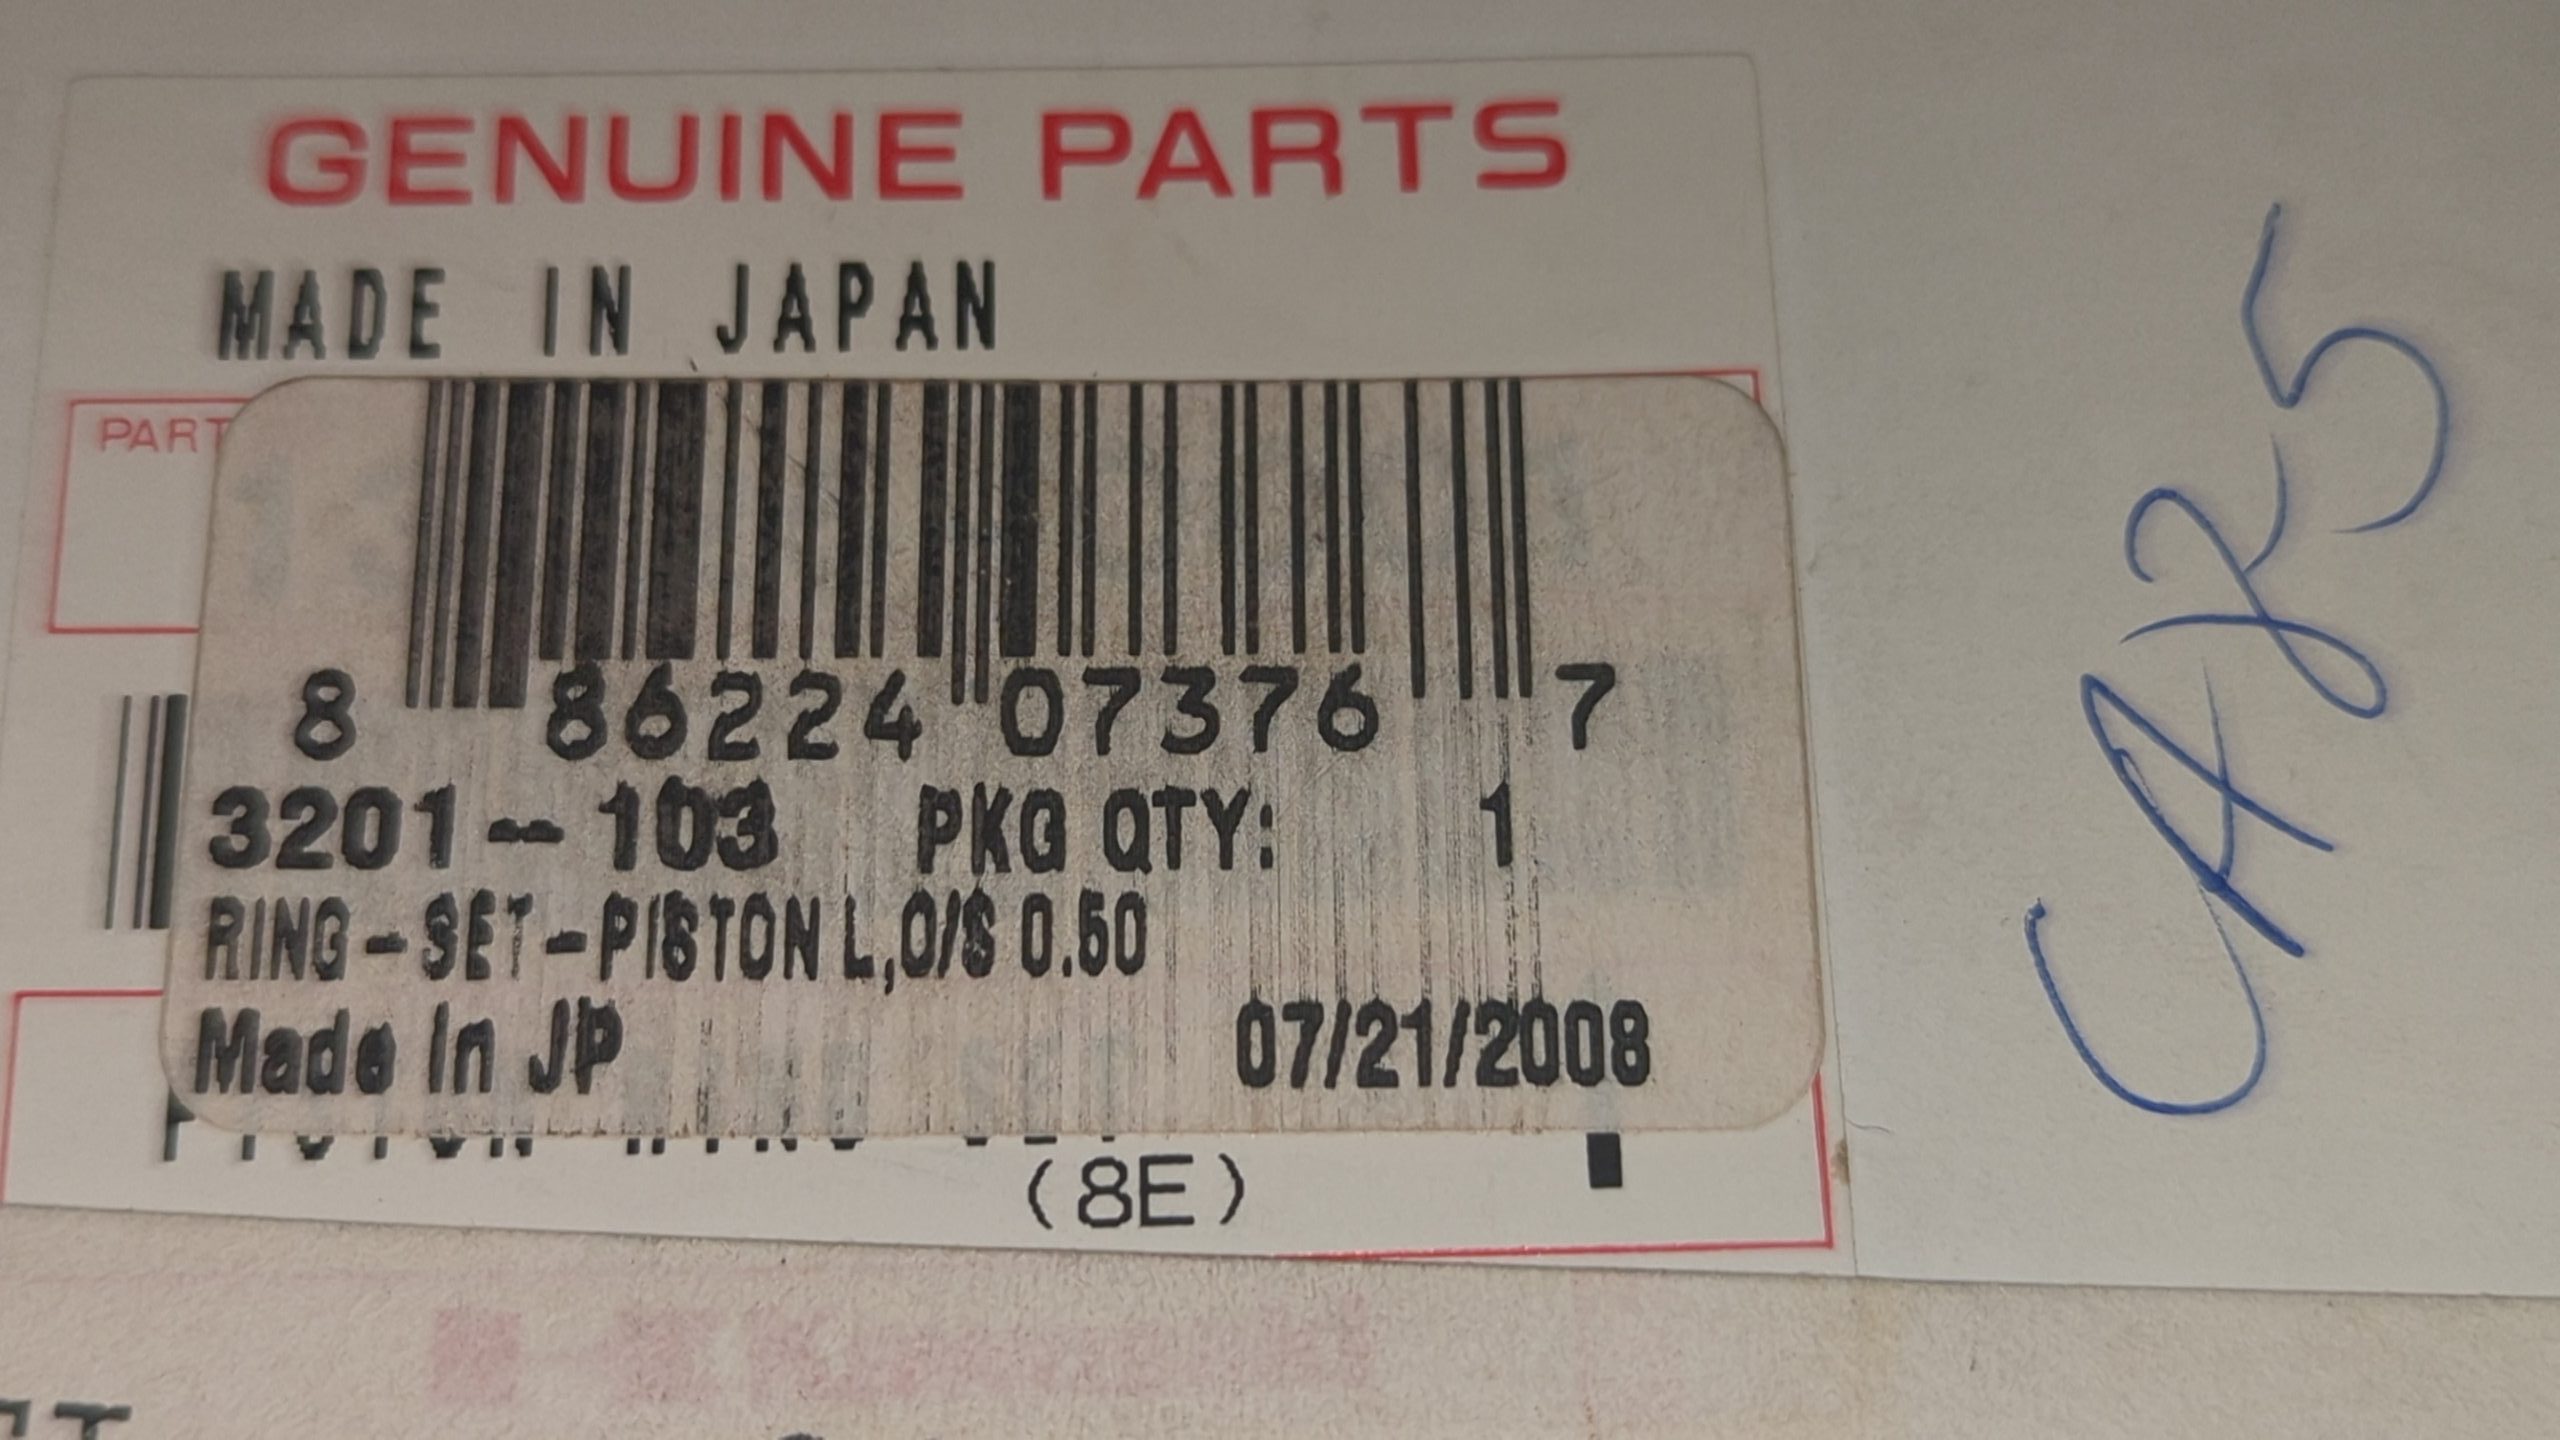 GENUINE PARTS
MADE IN JAPAN
PART
8 86224 07376 7
3201-103 PKG QTY: 1
RING-SET-PISTON L,O/S 0.50
Made in JP 07/21/2008
(8E)